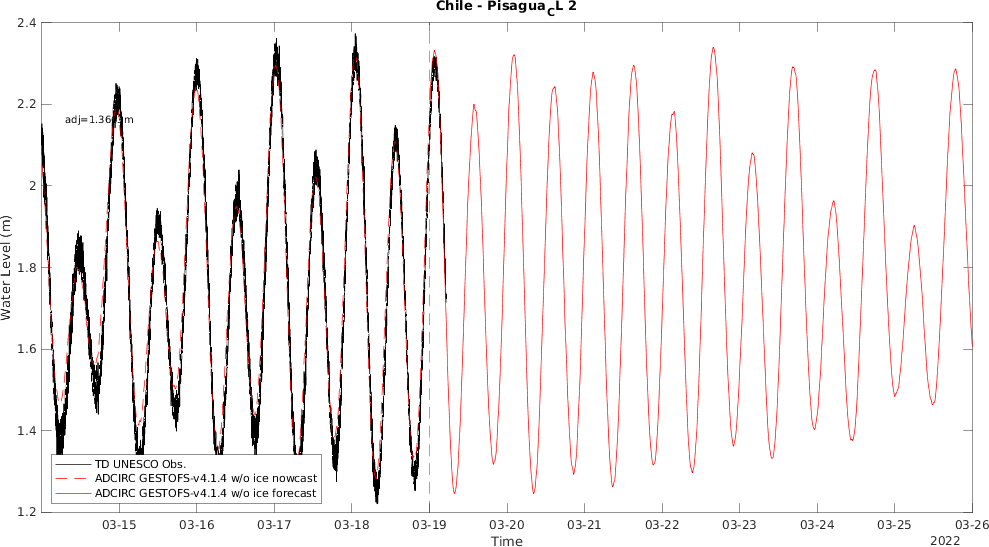 Chile - Pisagua_CL 2
2.4
2.2
2
1.8
1.6
1.4
1.2
Water Level (m)
TD UNESCO Obs.
ADCIRC GESTOFS-v4.1.4 w/o ice nowcast
ADCIRC GESTOFS-v4.1.4 w/o ice forecast
03-15 03-16 03-17 03-18 03-19 03-20 03-21 03-22 03-23 03-24 03-25 03-26
Time
2022